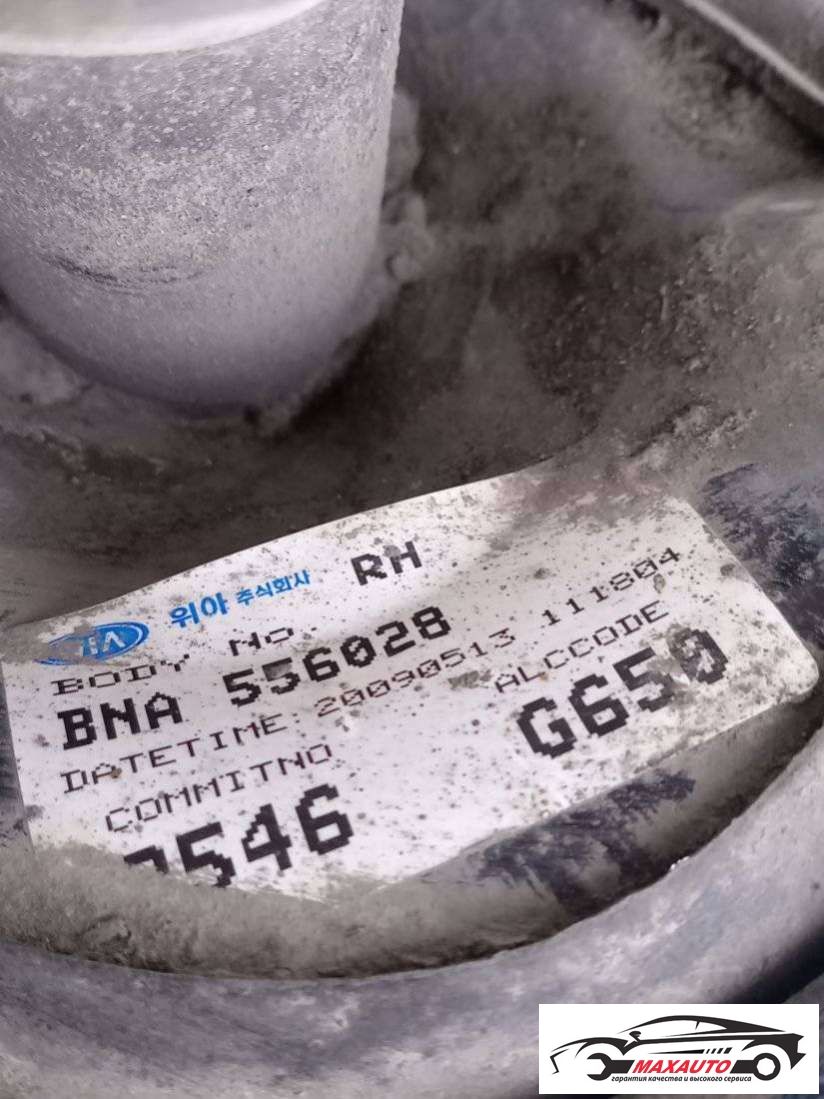 위아 주식회사 RH
BODY No.
BNA 556028
DATETIME: 20090513 111804
COMMITNO ALCCODE
G650
546
MAXAUTO
гарантия качества и высокого сервиса